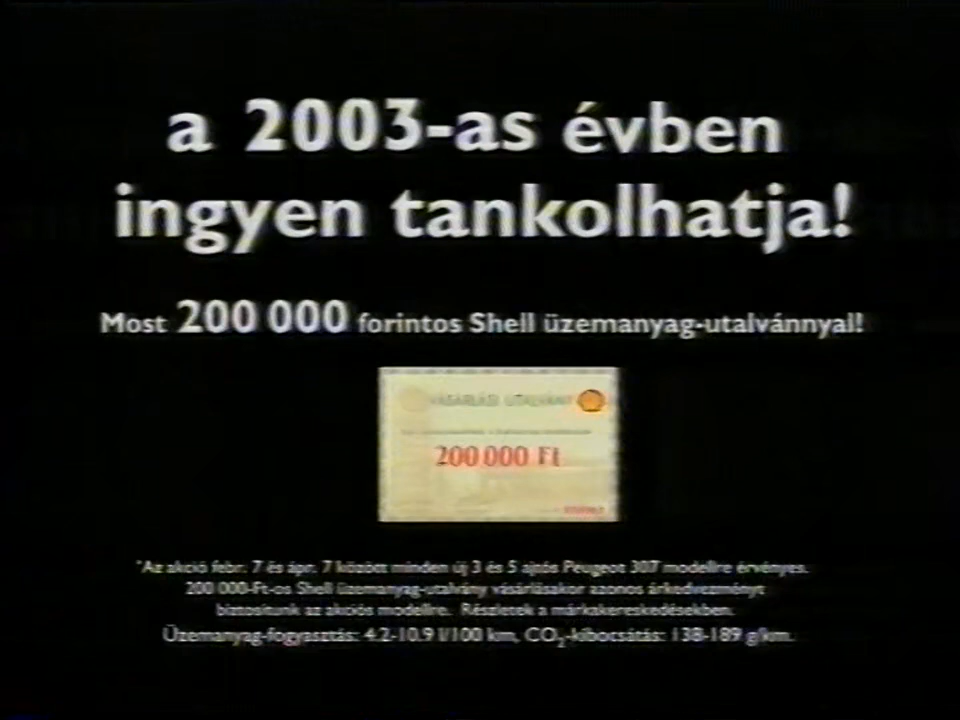 a 2003-as évben
ingyen tankolhatja!
Most 200 000 forintos Shell üzemanyag-utalvánnyal!
VÁSÁRLÁSI UTALVÁNY
200 000 Ft
*Az akció febr. 7 és ápr. 7 között minden új 3 és 5 ajtós Peugeot 307 modellre érvényes.
200 000-Ft-os Shell üzemanyag-utalvány vásárlásakor azonos árkedvezményt
biztosítunk az akciós modellre. Részletek a márkakereskedésekben.
Üzemanyag-fogyasztás: 4.2-10.9 l/100 km, CO₂-kibocsátás: 138-189 g/km.